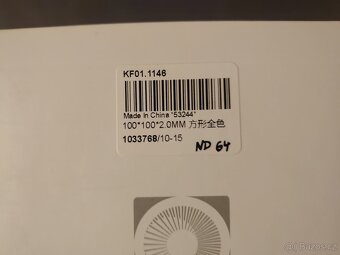 KF01.1146
Made in China "53244"
100*100*2.0MM 方形全色
1033768/10-15
ND 64